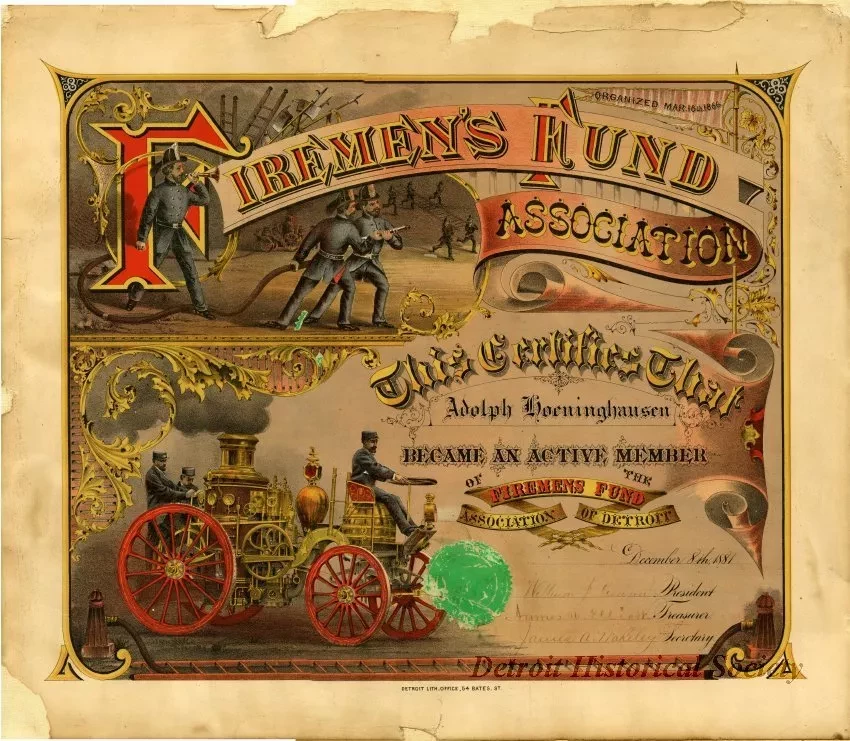 ORGANIZED MAR. 16th 1866
FIREMEN'S FUND
ASSOCIATION
This Certifies That
Adolph Hoeninghausen
BECAME AN ACTIVE MEMBER
OF THE
FIREMENS FUND
ASSOCIATION OF DETROIT
December 8th, 1881
William President
Treasurer
James A. Secretary
Detroit Historical Society
DETROIT LITH. OFFICE, 54 BATES. ST.